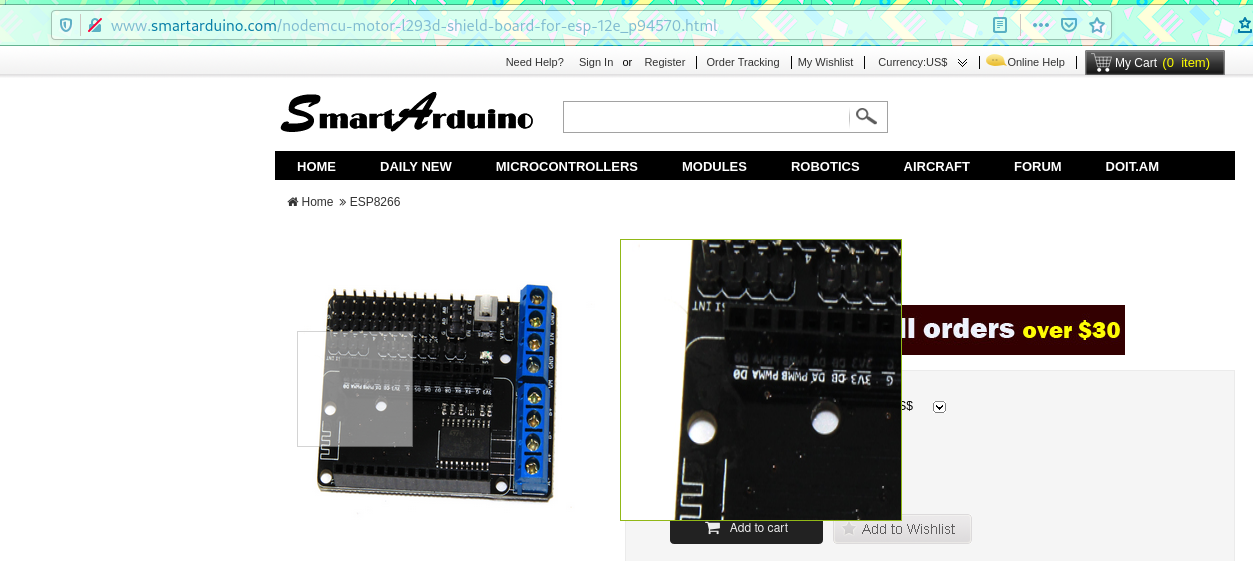 www.smartarduino.com/nodemcu-motor-l293d-shield-board-for-esp-12e_p94570.html
Need Help? Sign In or Register Order Tracking My Wishlist Currency:US$ Online Help My Cart (0 item)
SmartArduino
HOME DAILY NEW MICROCONTROLLERS MODULES ROBOTICS AIRCRAFT FORUM DOIT.AM
Home » ESP8266
ll orders over $30
INT
D0 PWMA PWMB DA DB 3V3 G
S$
Add to cart Add to Wishlist